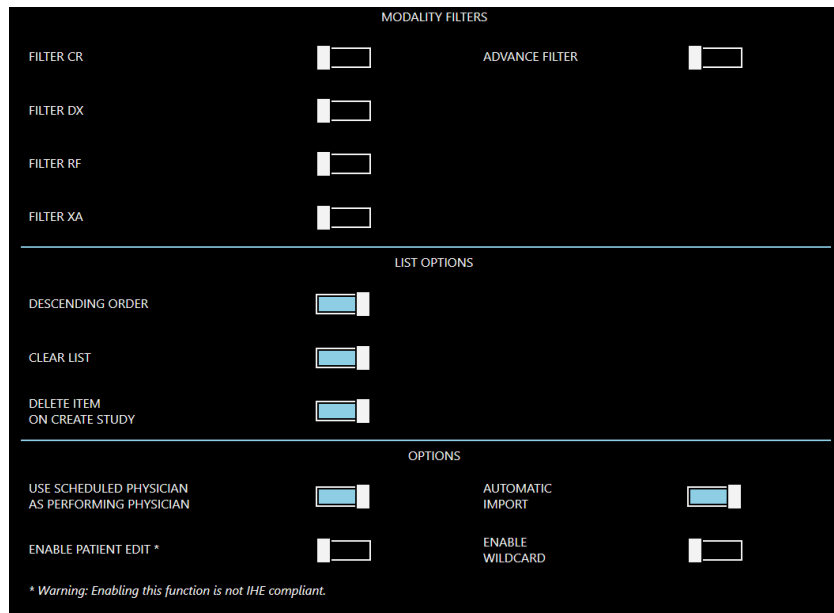 MODALITY FILTERS
FILTER CR
ADVANCE FILTER
FILTER DX
FILTER RF
FILTER XA
LIST OPTIONS
DESCENDING ORDER
CLEAR LIST
DELETE ITEM
ON CREATE STUDY
OPTIONS
USE SCHEDULED PHYSICIAN
AS PERFORMING PHYSICIAN
AUTOMATIC
IMPORT
ENABLE PATIENT EDIT *
ENABLE
WILDCARD
* Warning: Enabling this function is not IHE compliant.